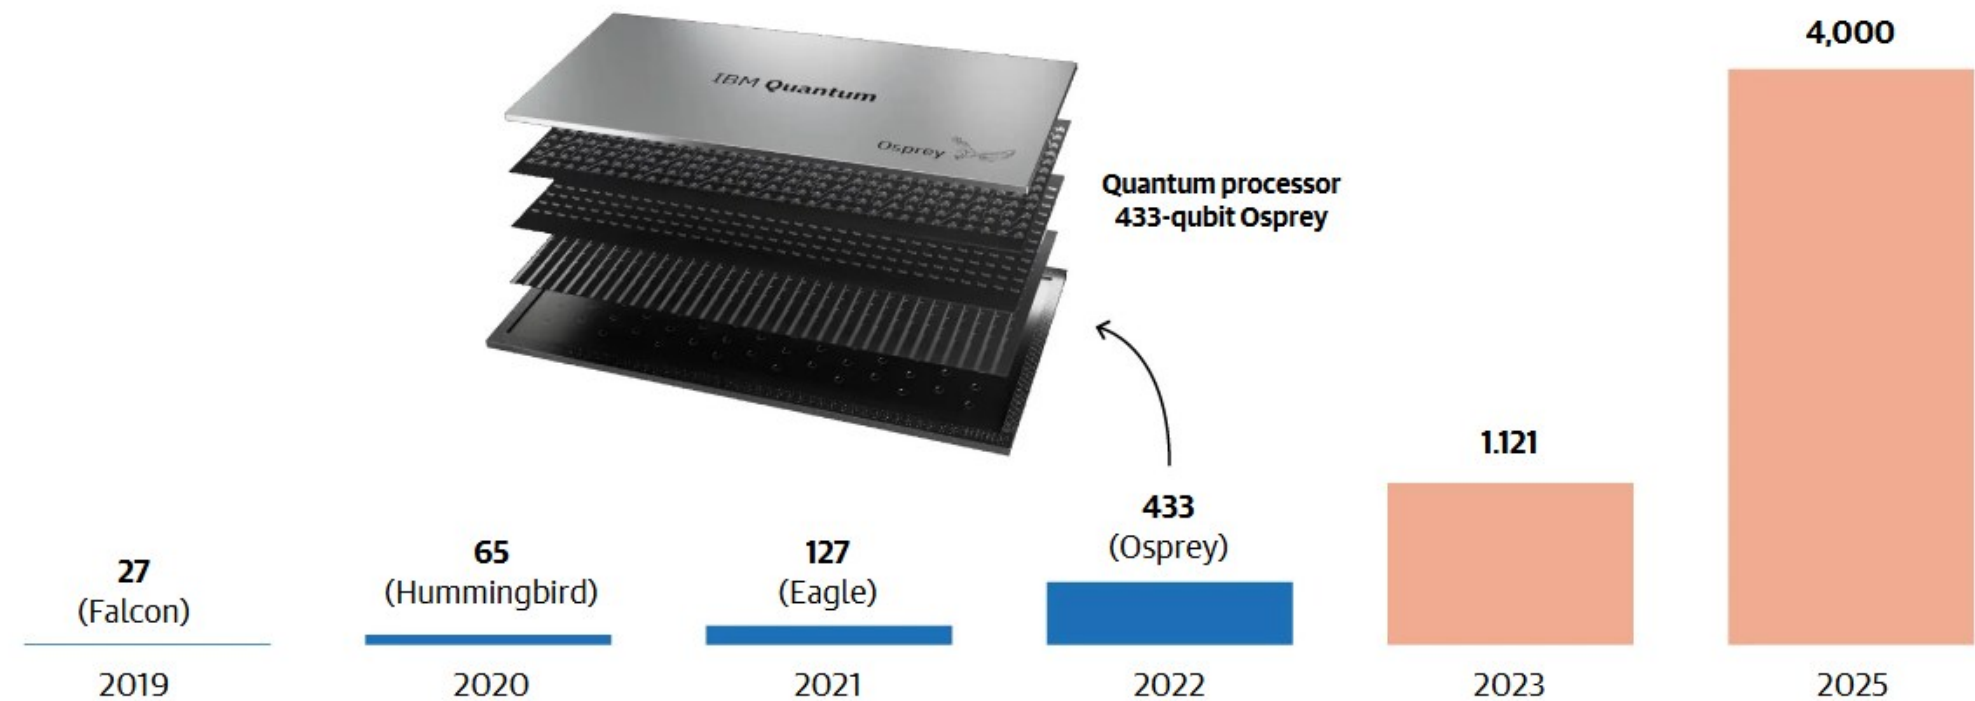 4,000
IBM Quantum
Osprey
Quantum processor
433-qubit Osprey
1.121
433
(Osprey)
65
(Hummingbird)
127
(Eagle)
27
(Falcon)
2019
2020
2021
2022
2023
2025